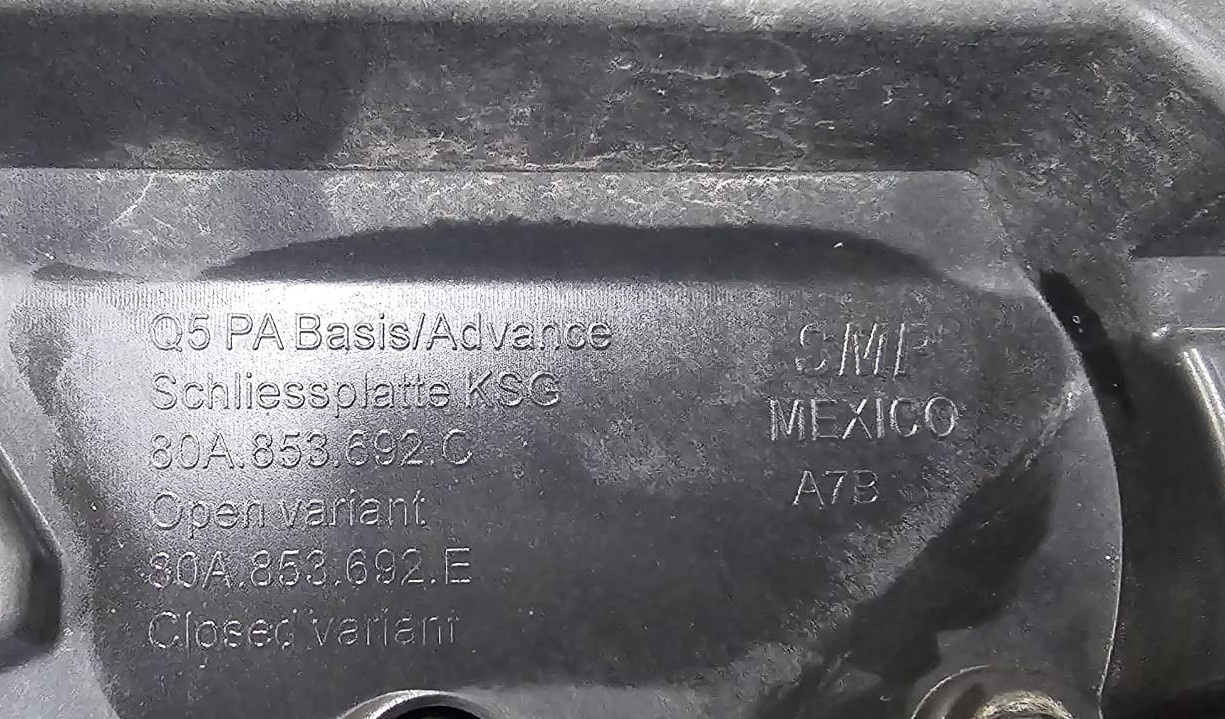 Q5 PA Basis/Advance
Schliessplatte KSG
80A.853.692.C
Open variant
80A.853.692.E
Closed variant
SMP
MEXICO
A7B